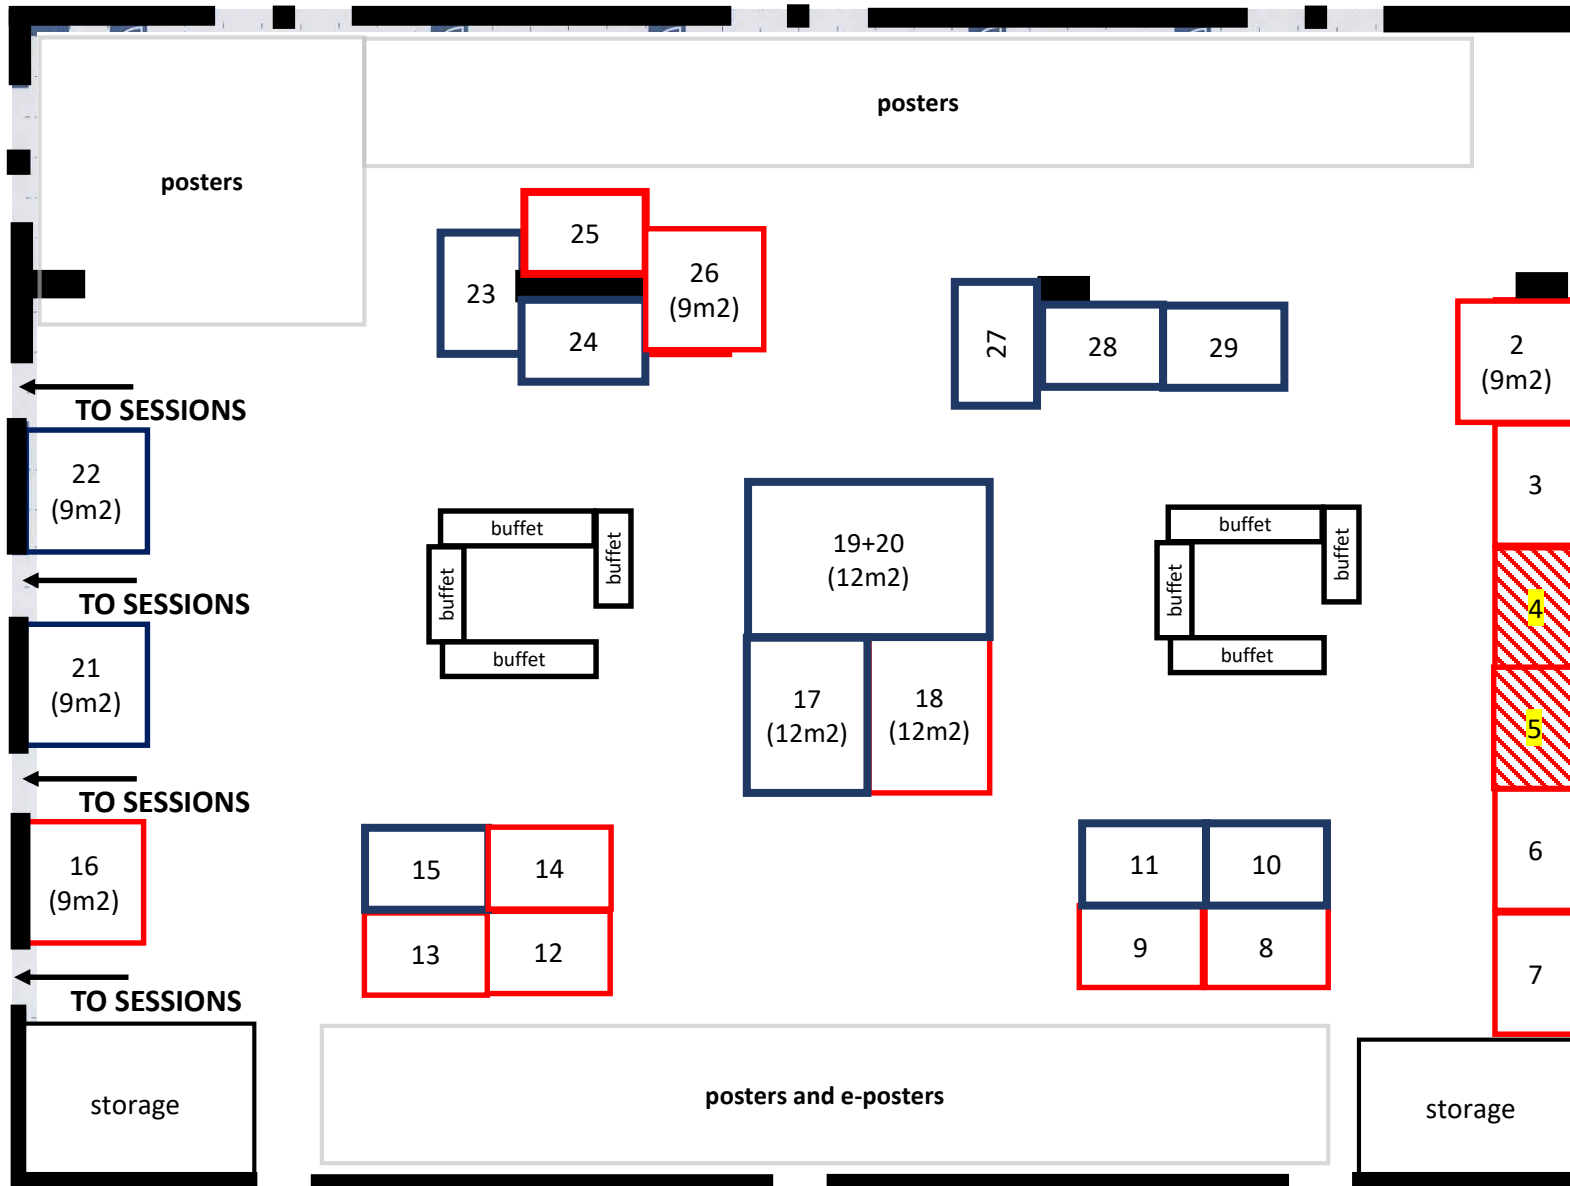 posters
posters
25
23
26
(9m2)
24
27
28
29
2
(9m2)
TO SESSIONS
22
(9m2)
3
buffet
buffet
buffet
buffet
19+20
(12m2)
buffet
buffet
buffet
buffet
4
TO SESSIONS
21
(9m2)
17
(12m2)
18
(12m2)
5
TO SESSIONS
16
(9m2)
15
14
13
12
11
10
9
8
6
7
TO SESSIONS
storage
posters and e-posters
storage